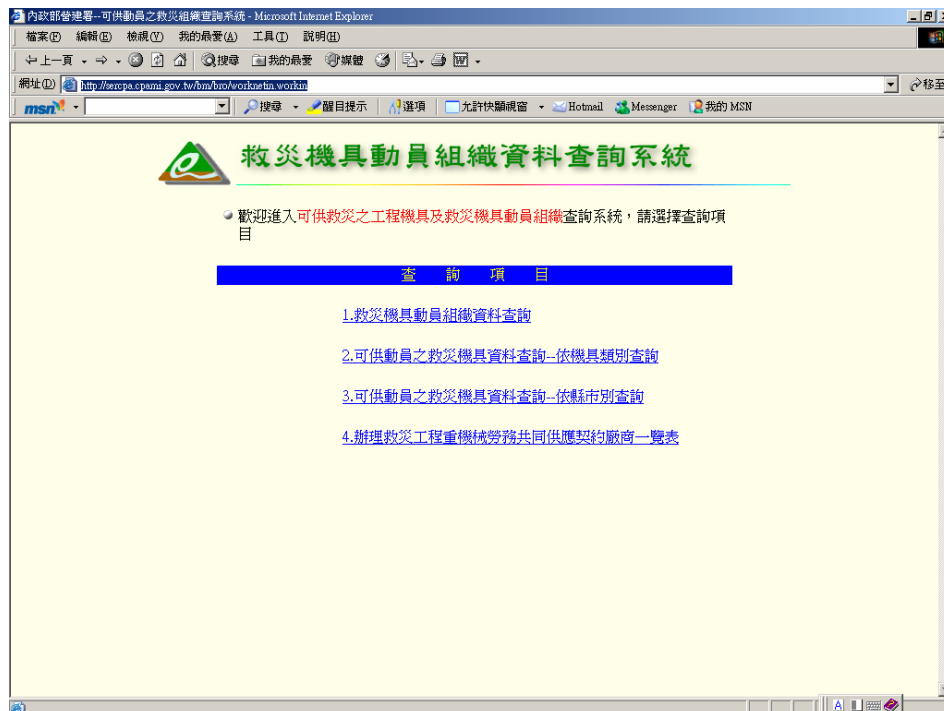 內政部營建署--可供動員之救災組織查詢系統 - Microsoft Internet Explorer
檔案(F) 編輯(E) 檢視(V) 我的最愛(A) 工具(T) 說明(H)
上一頁 搜尋 我的最愛 媒體
網址(D) http://sercpa.cpami.gov.tw/bm/bro/worknetin.workin 移至
msn 搜尋 醒目提示 選項 允許快顯視窗 Hotmail Messenger 我的 MSN
救災機具動員組織資料查詢系統
歡迎進入可供救災之工程機具及救災機具動員組織查詢系統，請選擇查詢項
目
查 詢 項 目
1.救災機具動員組織資料查詢
2.可供動員之救災機具資料查詢--依機具類別查詢
3.可供動員之救災機具資料查詢--依縣市別查詢
4.辦理救災工程重機械勞務共同供應契約廠商一覽表
A